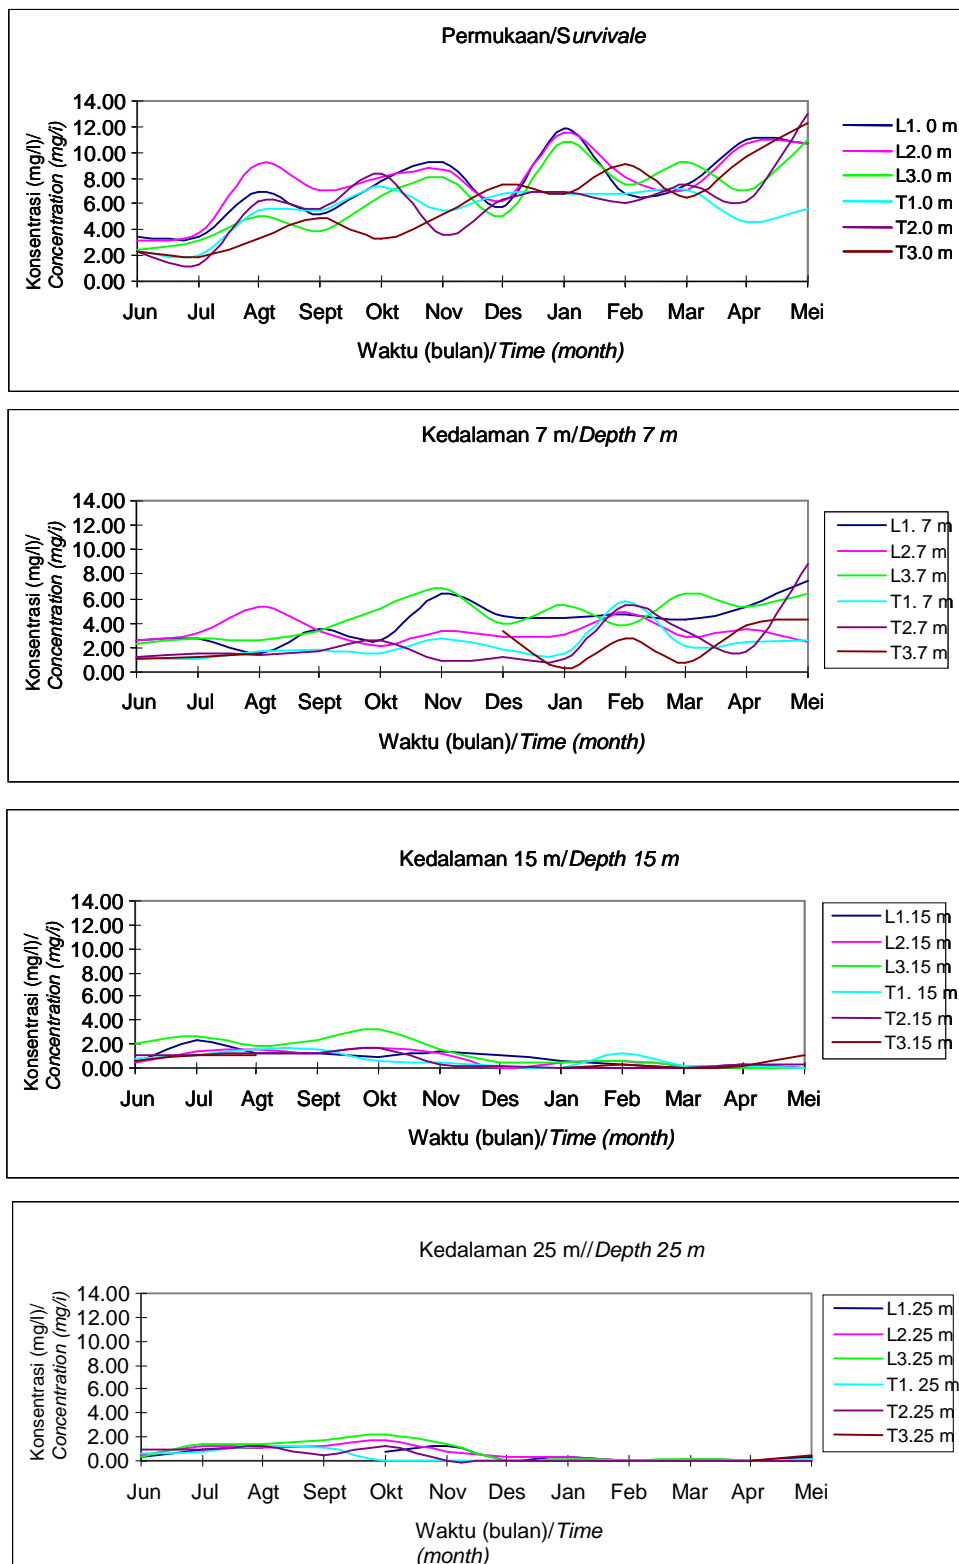 Permukaan/Survivale
Konsentrasi (mg/l)/
Concentration (mg/i)
14.00
12.00
10.00
8.00
6.00
4.00
2.00
0.00
Jun Jul Agt Sept Okt Nov Des Jan Feb Mar Apr Mei
Waktu (bulan)/Time (month)
L1. 0 m
L2.0 m
L3.0 m
T1.0 m
T2.0 m
T3.0 m
Kedalaman 7 m/Depth 7 m
Konsentrasi (mg/l)/
Concentration (mg/i)
14.00
12.00
10.00
8.00
6.00
4.00
2.00
0.00
Jun Jul Agt Sept Okt Nov Des Jan Feb Mar Apr Mei
Waktu (bulan)/Time (month)
L1. 7 m
L2.7 m
L3.7 m
T1. 7 m
T2.7 m
T3.7 m
Kedalaman 15 m/Depth 15 m
Konsentrasi (mg/l)/
Concentration (mg/i)
14.00
12.00
10.00
8.00
6.00
4.00
2.00
0.00
Jun Jul Agt Sept Okt Nov Des Jan Feb Mar Apr Mei
Waktu (bulan)/Time (month)
L1.15 m
L2.15 m
L3.15 m
T1. 15 m
T2.15 m
T3.15 m
Kedalaman 25 m//Depth 25 m
Konsentrasi (mg/l)/
Concentration (mg/i)
14.00
12.00
10.00
8.00
6.00
4.00
2.00
0.00
Jun Jul Agt Sept Okt Nov Des Jan Feb Mar Apr Mei
Waktu (bulan)/Time
(month)
L1.25 m
L2.25 m
L3.25 m
T1. 25 m
T2.25 m
T3.25 m